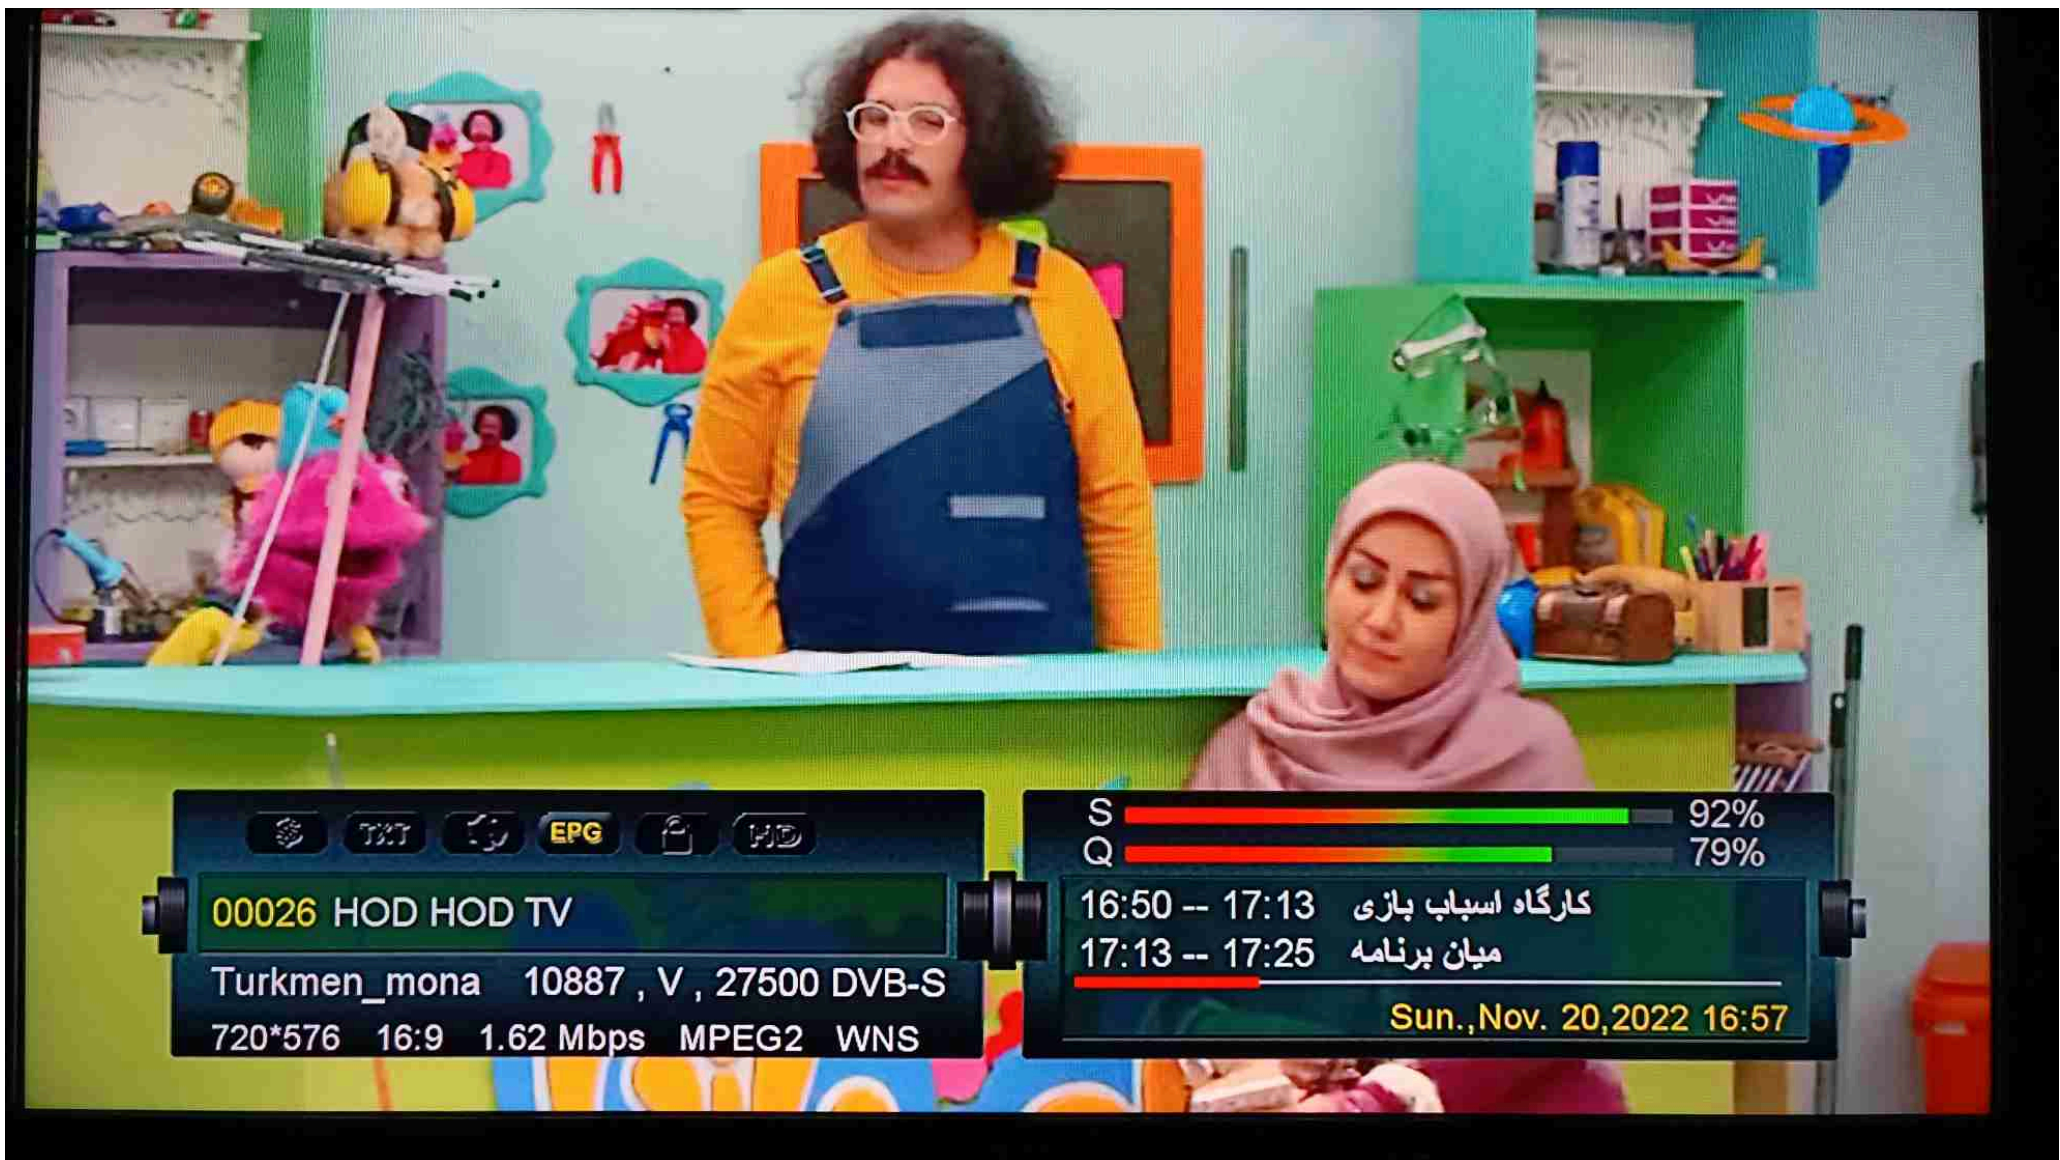 TXT EPG HD
00026 HOD HOD TV
Turkmen_mona 10887 , V , 27500 DVB-S
720*576 16:9 1.62 Mbps MPEG2 WNS
S 92%
Q 79%
16:50 -- 17:13 کارگاه اسباب بازی
17:13 -- 17:25 میان برنامه
Sun.,Nov. 20,2022 16:57